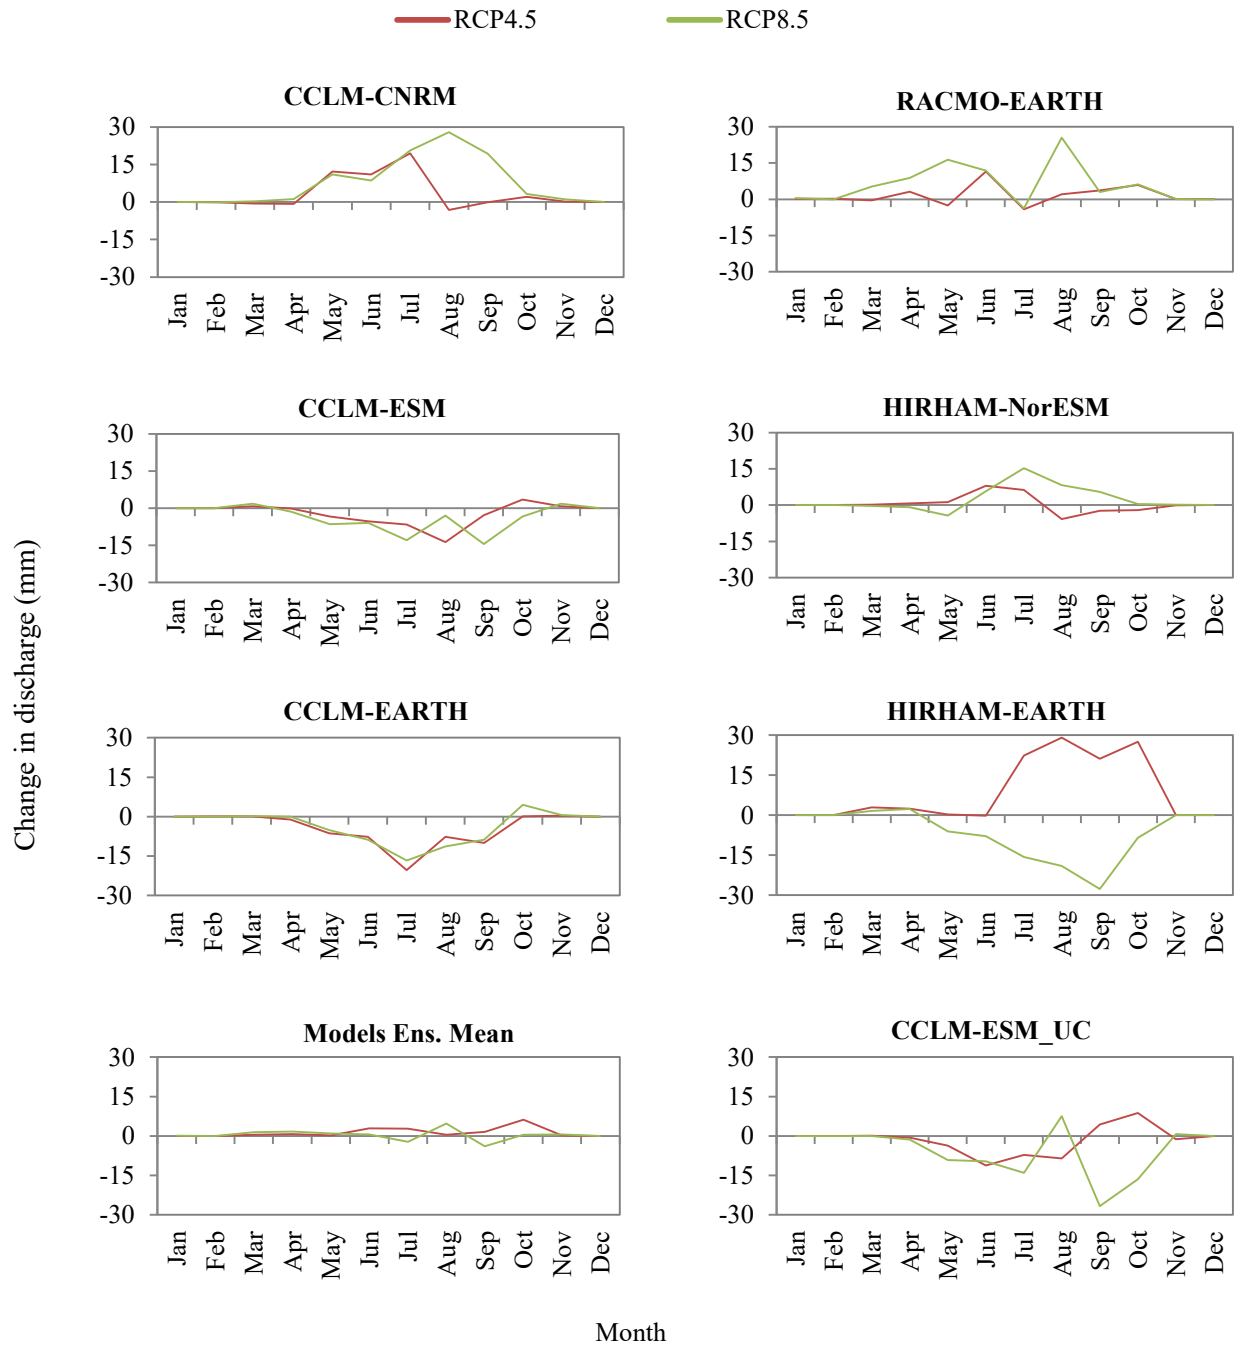 RCP4.5 RCP8.5
CCLM-CNRM
30
15
0
-15
-30
Jan Feb Mar Apr May Jun Jul Aug Sep Oct Nov Dec
RACMO-EARTH
30
15
0
-15
-30
Jan Feb Mar Apr May Jun Jul Aug Sep Oct Nov Dec
CCLM-ESM
30
15
0
-15
-30
Jan Feb Mar Apr May Jun Jul Aug Sep Oct Nov Dec
HIRHAM-NorESM
30
15
0
-15
-30
Jan Feb Mar Apr May Jun Jul Aug Sep Oct Nov Dec
Change in discharge (mm)
CCLM-EARTH
30
15
0
-15
-30
Jan Feb Mar Apr May Jun Jul Aug Sep Oct Nov Dec
HIRHAM-EARTH
30
15
0
-15
-30
Jan Feb Mar Apr May Jun Jul Aug Sep Oct Nov Dec
Models Ens. Mean
30
15
0
-15
-30
Jan Feb Mar Apr May Jun Jul Aug Sep Oct Nov Dec
CCLM-ESM_UC
30
15
0
-15
-30
Jan Feb Mar Apr May Jun Jul Aug Sep Oct Nov Dec
Month